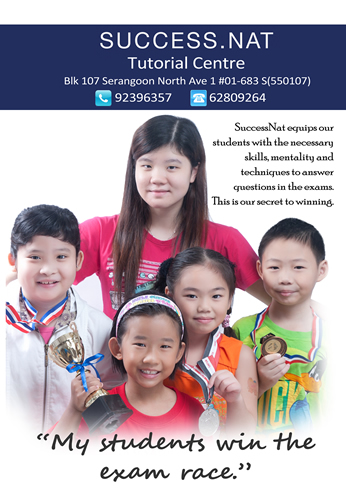 SUCCESS.NAT
Tutorial Centre
Blk 107 Serangoon North Ave 1 #01-683 S(550107)
92396357 62809264
SuccessNat equips our
students with the necessary
skills, mentality and
techniques to answer
questions in the exams.
This is our secret to winning.
“My students win the
exam race.”